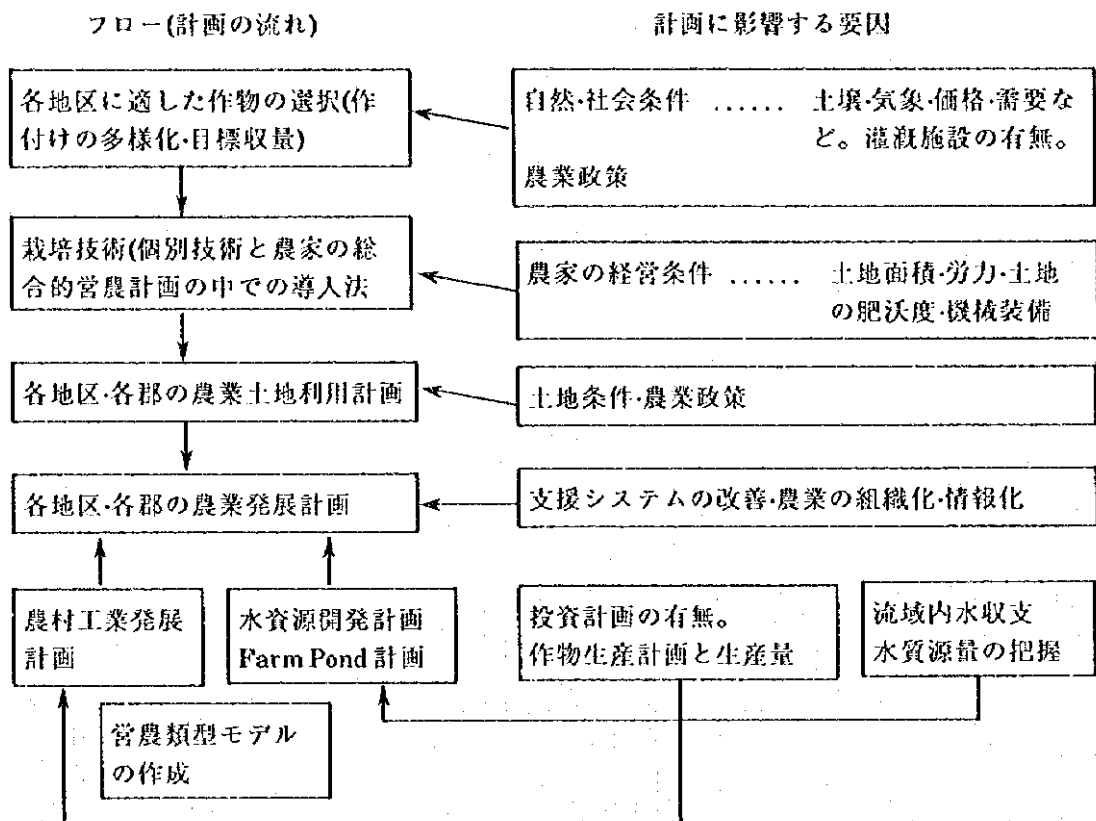 フロー(計画の流れ)
計画に影響する要因
各地区に適した作物の選択(作
付けの多様化·目標収量)
自然·社会条件 …… 土壌·気象·価格·需要な
ど。灌漑施設の有無。
農業政策
栽培技術(個別技術と農家の総
合的営農計画の中での導入法
農家の経営条件 …… 土地面積·労力·土地
の肥沃度·機械装備
各地区·各郡の農業土地利用計画
土地条件·農業政策
各地区·各郡の農業発展計画
支援システムの改善·農業の組織化·情報化
農村工業発展
計画
水資源開発計画
Farm Pond 計画
投資計画の有無。
作物生産計画と生産量
流域内水収支
水質源量の把握
営農類型モデル
の作成